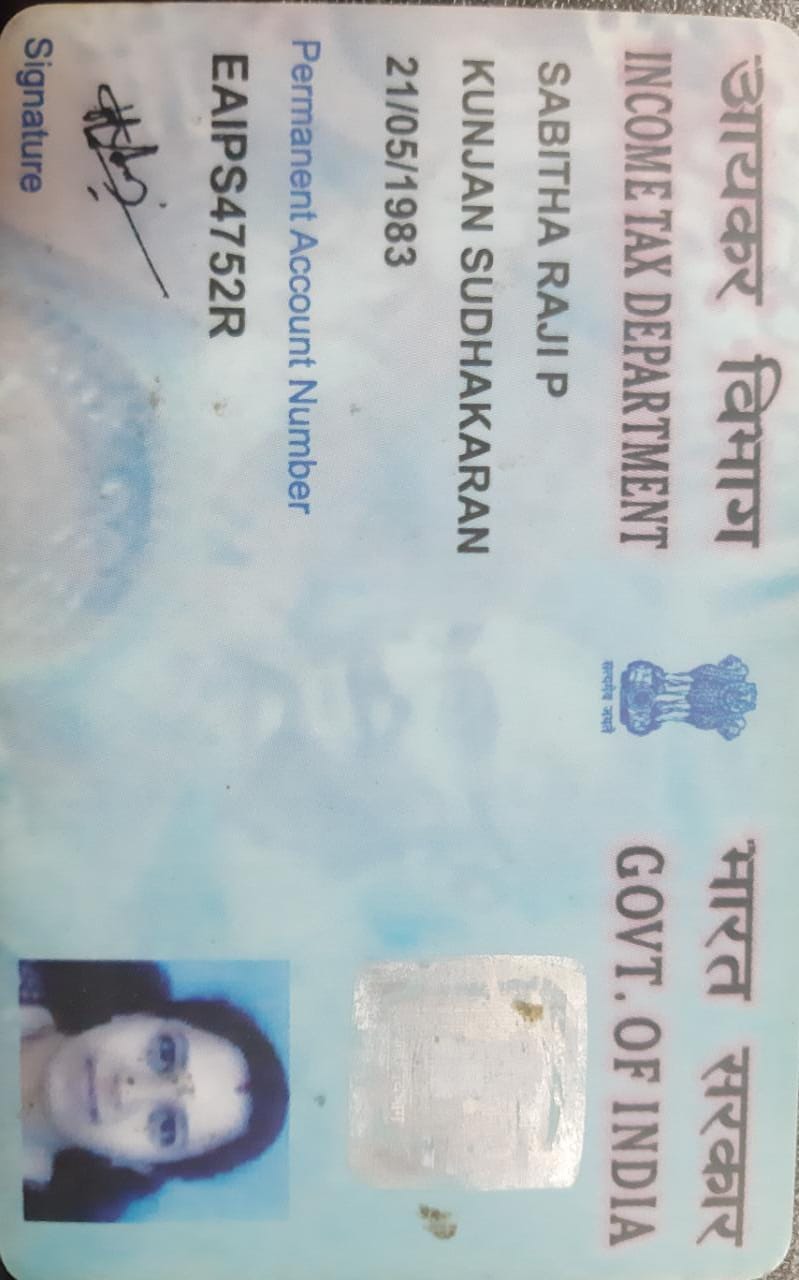 आयकर विभाग
INCOME TAX DEPARTMENT
सत्यमेव जयते
भारत सरकार
GOVT. OF INDIA
SABITHA RAJI P
KUNJAN SUDHAKARAN
21/05/1983
Permanent Account Number
EAIPS4752R
Signature